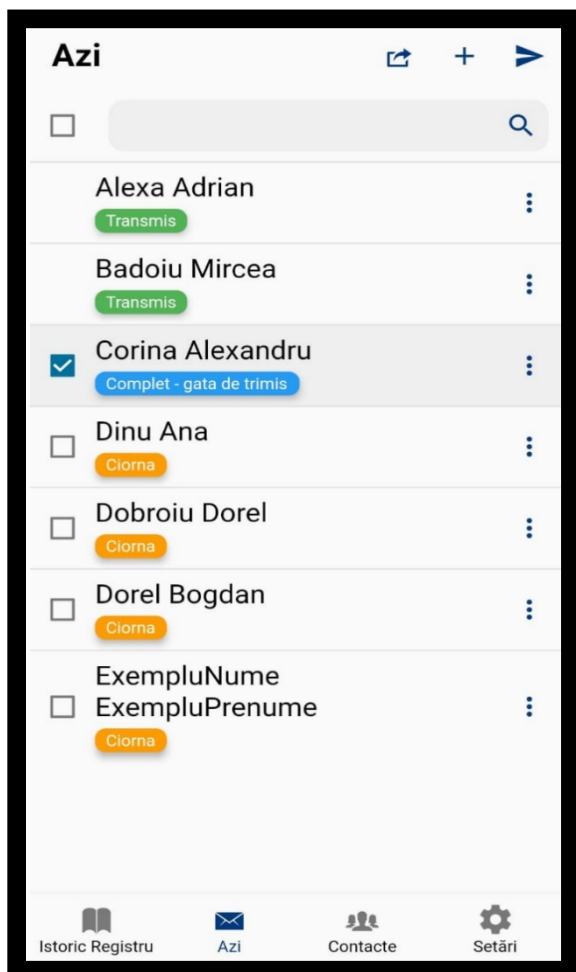 Azi
Alexa Adrian
Transmis
Badoiu Mircea
Transmis
Corina Alexandru
Complet - gata de trimis
Dinu Ana
Ciorna
Dobroiu Dorel
Ciorna
Dorel Bogdan
Ciorna
ExempluNume
ExempluPrenume
Ciorna
Istoric Registru
Azi
Contacte
Setări